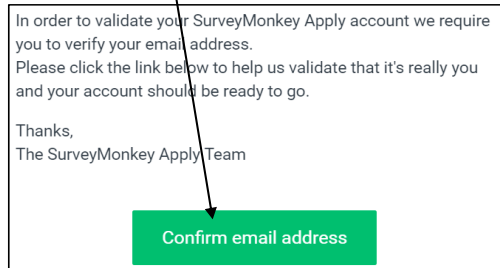 In order to validate your SurveyMonkey Apply account we require
you to verify your email address.
Please click the link below to help us validate that it's really you
and your account should be ready to go.
Thanks,
The SurveyMonkey Apply Team
Confirm email address